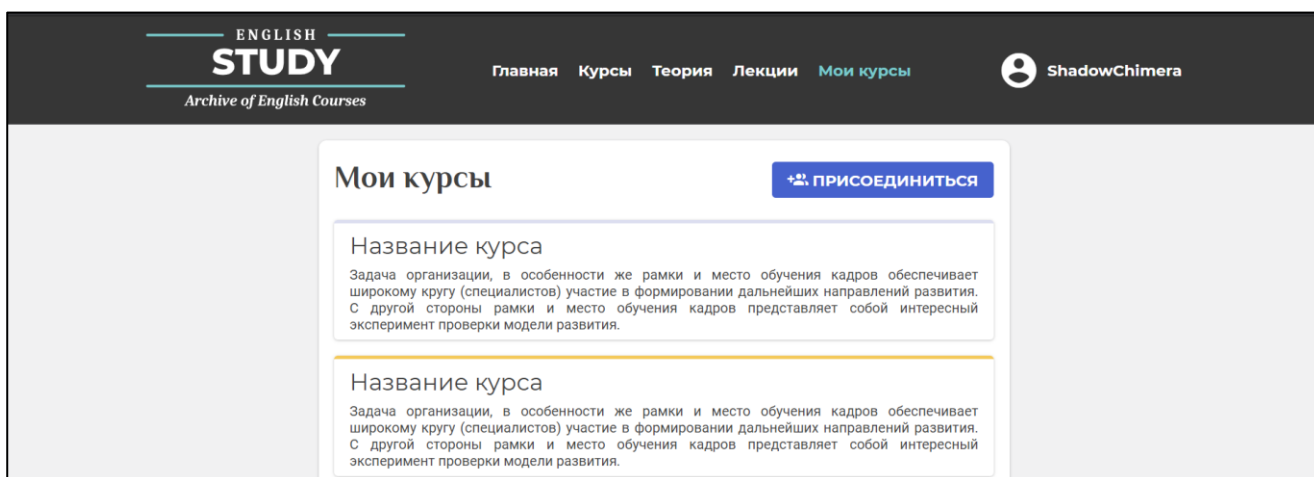 ENGLISH
STUDY
Archive of English Courses
Главная Курсы Теория Лекции Мои курсы
ShadowChimera
Мои курсы
ПРИСОЕДИНИТЬСЯ
Название курса
Задача организации, в особенности же рамки и место обучения кадров обеспечивает
широкому кругу (специалистов) участие в формировании дальнейших направлений развития.
С другой стороны рамки и место обучения кадров представляет собой интересный
эксперимент проверки модели развития.
Название курса
Задача организации, в особенности же рамки и место обучения кадров обеспечивает
широкому кругу (специалистов) участие в формировании дальнейших направлений развития.
С другой стороны рамки и место обучения кадров представляет собой интересный
эксперимент проверки модели развития.